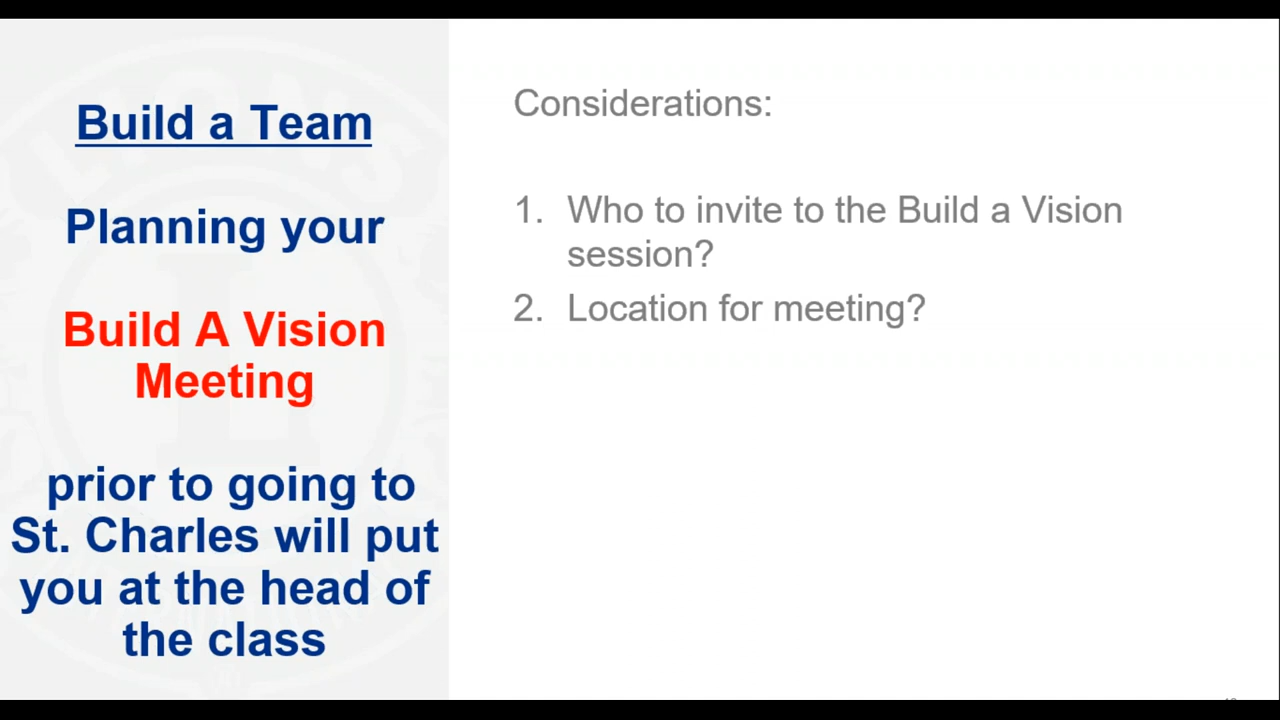 Build a Team
Planning your
Build A Vision
Meeting
prior to going to
St. Charles will put
you at the head of
the class
Considerations:
1. Who to invite to the Build a Vision
session?
2. Location for meeting?